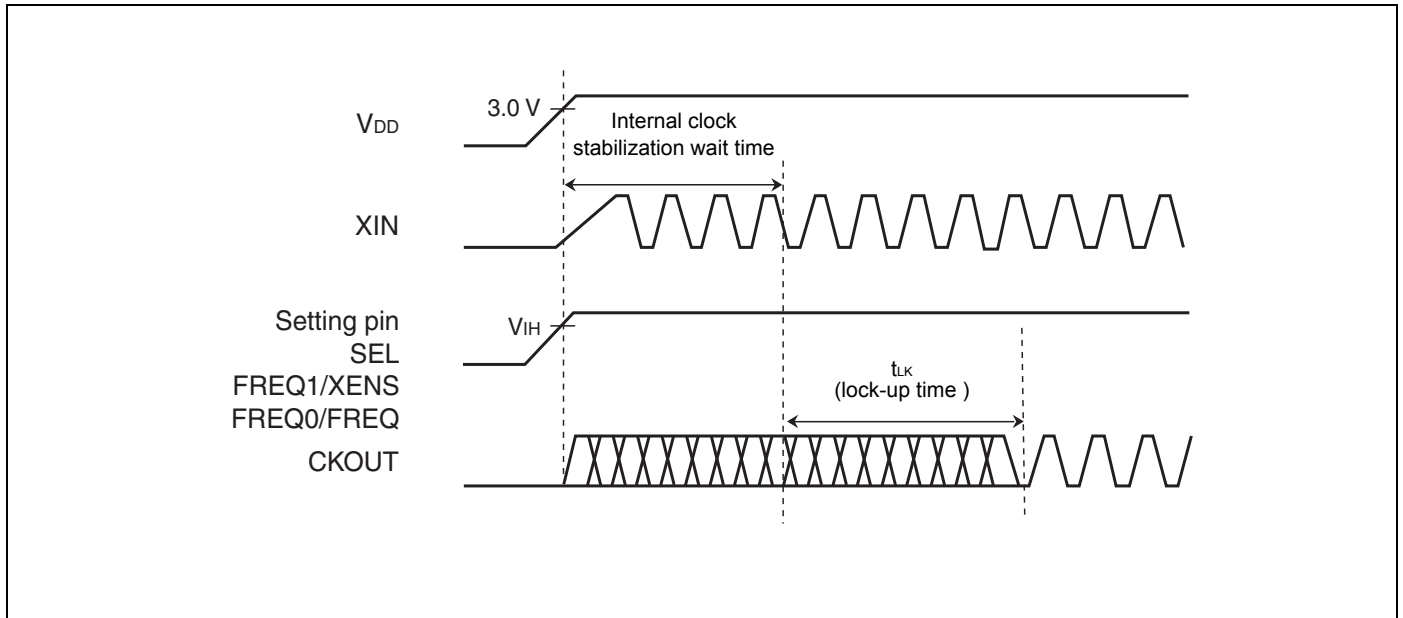 3.0 V
VDD
Internal clock
stabilization wait time
XIN
Setting pin
VIH
SEL
FREQ1/XENS
FREQ0/FREQ
tLK
(lock-up time )
CKOUT